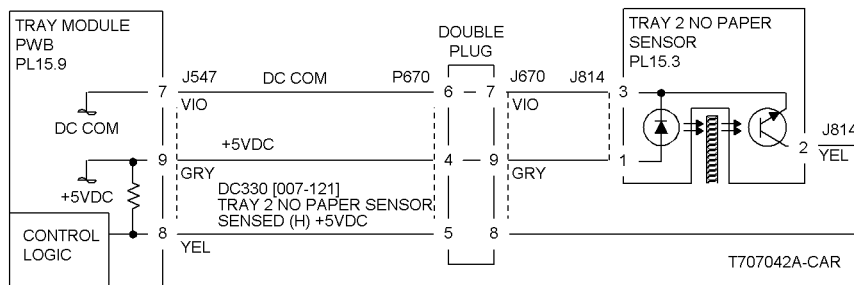 TRAY MODULE
PWB
PL15.9
J547
DC COM
P670
DOUBLE
PLUG
J670
J814
TRAY 2 NO PAPER
SENSOR
PL15.3
7
VIO
6
7
VIO
3
DC COM
2
J814
YEL
+5VDC
9
GRY
+5VDC
4
9
GRY
1
DC330 [007-121]
TRAY 2 NO PAPER SENSOR
SENSED (H) +5VDC
CONTROL
LOGIC
8
YEL
5
8
T707042A-CAR